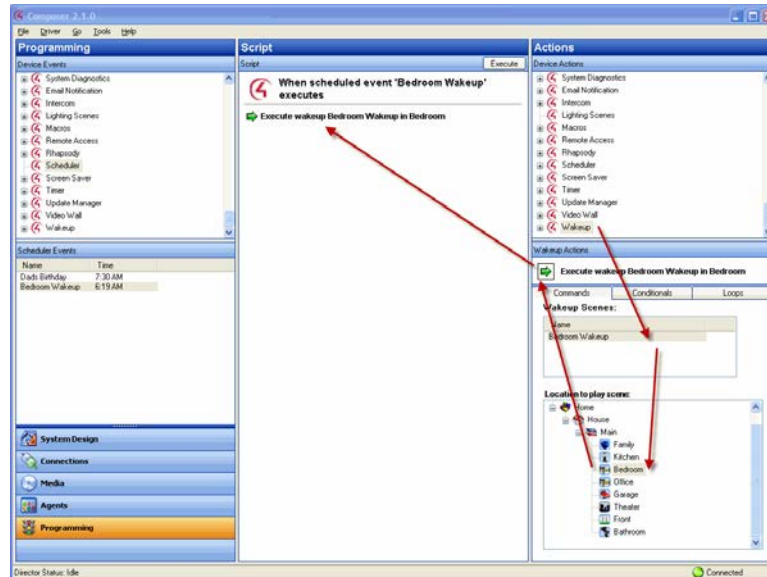 Composer 2.1.0
File Driver Go Tools Help
Programming
Device Events
System Diagnostics
Email Notification
Intercom
Lighting Scenes
Macros
Remote Access
Rhapsody
Scheduler
Screen Saver
Timer
Update Manager
Video Wall
Wakeup
Scheduler Events
Name Time
Dads Birthday 7:30 AM
Bedroom Wakeup 6:19 AM
System Design
Connections
Media
Agents
Programming
Script
Script Execute
When scheduled event 'Bedroom Wakeup'
executes
Execute wakeup Bedroom Wakeup in Bedroom
Actions
Device Actions
System Diagnostics
Email Notification
Intercom
Lighting Scenes
Macros
Remote Access
Rhapsody
Scheduler
Screen Saver
Timer
Update Manager
Video Wall
Wakeup
Wakeup Actions
Execute wakeup Bedroom Wakeup in Bedroom
Commands Conditionals Loops
Wakeup Scenes:
Name
Bedroom Wakeup
Location to play scene:
Home
House
Main
Family
Kitchen
Bedroom
Office
Garage
Theater
Front
Bathroom
Director Status: Idle Connected